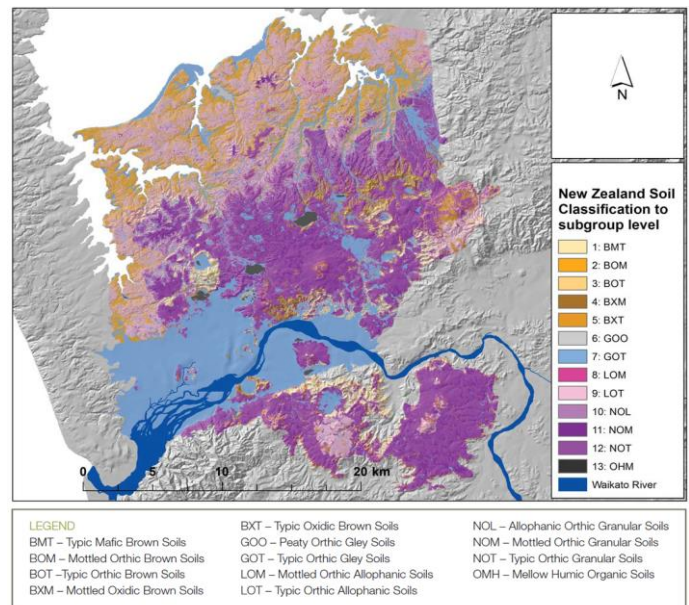 N
New Zealand Soil
Classification to
subgroup level
1: BMT
2: BOM
3: BOT
4: BXM
5: BXT
6: GOO
7: GOT
8: LOM
9: LOT
10: NOL
11: NOM
12: NOT
13: OHM
Waikato River
0 5 10 20 km
LEGEND
BMT – Typic Mafic Brown Soils
BOM – Mottled Orthic Brown Soils
BOT –Typic Orthic Brown Soils
BXM – Mottled Oxidic Brown Soils
BXT – Typic Oxidic Brown Soils
GOO – Peaty Orthic Gley Soils
GOT – Typic Orthic Gley Soils
LOM – Mottled Orthic Allophanic Soils
LOT – Typic Orthic Allophanic Soils
NOL – Allophanic Orthic Granular Soils
NOM – Mottled Orthic Granular Soils
NOT – Typic Orthic Granular Soils
OMH – Mellow Humic Organic Soils